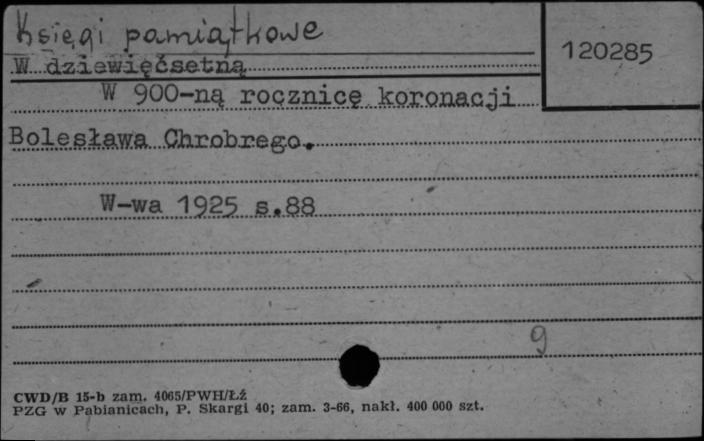 Księgi pamiątkowe
120285
W dziewięćsetną
W 900-ną rocznicę koronacji
Bolesława Chrobrego.
W-wa 1925 s.88
9
CWD/B 15-b zam. 4065/PWH/Łź
PZG w Pabianicach, P. Skargi 40; zam. 3-66, nakł. 400 000 szt.